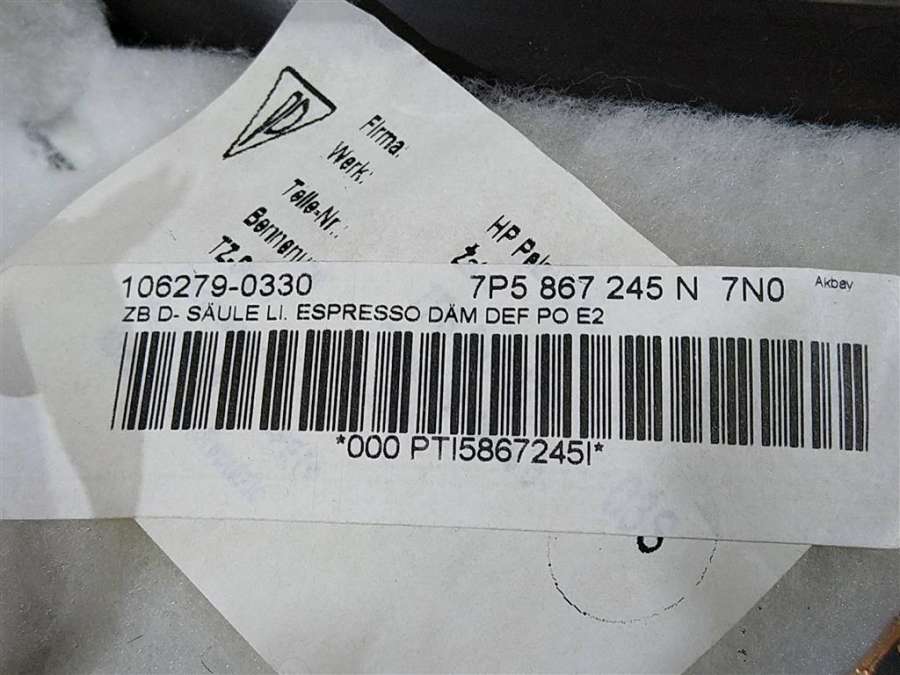 Firma:
Werk:
Teile-Nr.:
HP
106279-0330 7P5 867 245 N 7N0 Akbay
ZB D- SÄULE LI. ESPRESSO DÄM DEF PO E2
*000 PTI5867245I*